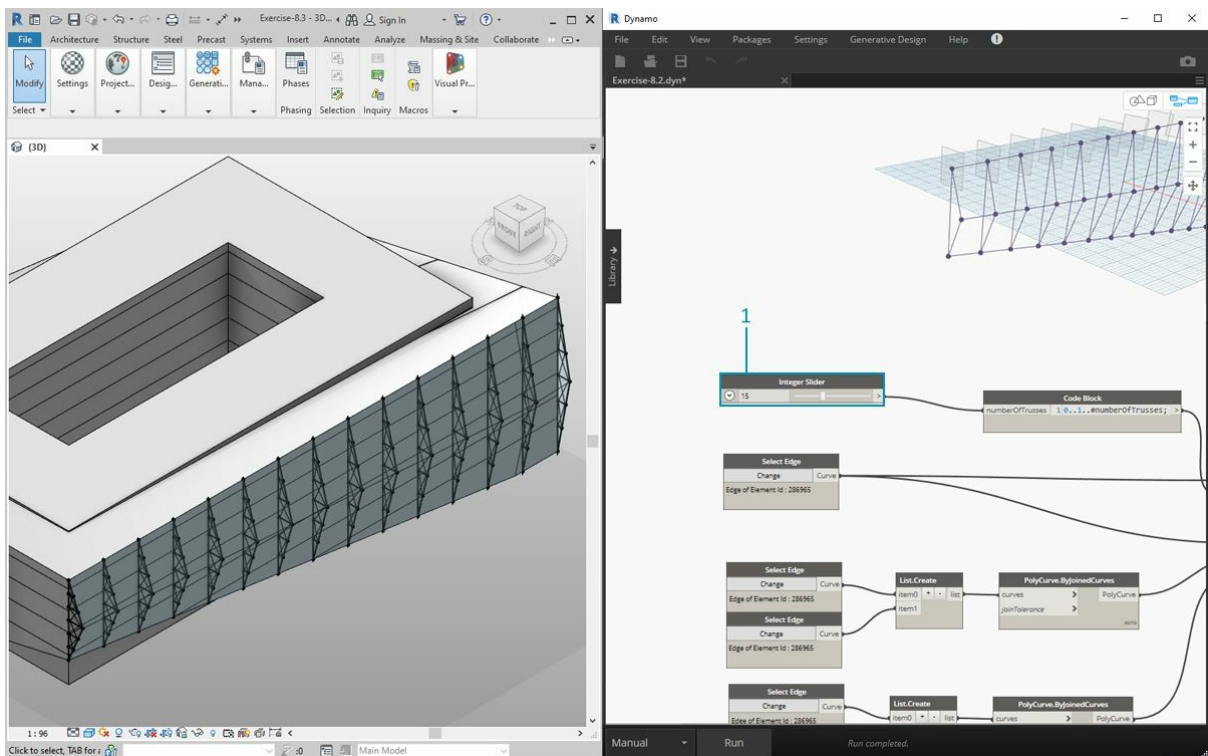 Exercise-8.3 - 3D... Sign In
File Architecture Structure Steel Precast Systems Insert Annotate Analyze Massing & Site Collaborate
Modify Settings Project... Desig... Generati... Mana... Phases Visual Pr...
Select Phasing Selection Inquiry Macros
(3D)
TOP
FRONT RIGHT
1 : 96
Click to select, TAB for a :0 Main Model
Dynamo
File Edit View Packages Settings Generative Design Help
Exercise-8.2.dyn*
Library
1
Integer Slider
15 >
Code Block
numberOfTrusses 1 0..1..#numberOfTrusses; >
Select Edge
Change Curve
Edge of Element Id : 286965
Select Edge
Change Curve
Edge of Element Id : 286965
Select Edge
Change Curve
Edge of Element Id : 286965
List.Create
item0 + - list
item1
PolyCurve.ByJoinedCurves
curves > PolyCurve
joinTolerance >
AUTO
Select Edge
Change Curve
Edge of Element Id : 286965
List.Create
item0 + - list
PolyCurve.ByJoinedCurves
curves > PolyCurve
Manual Run Run completed.